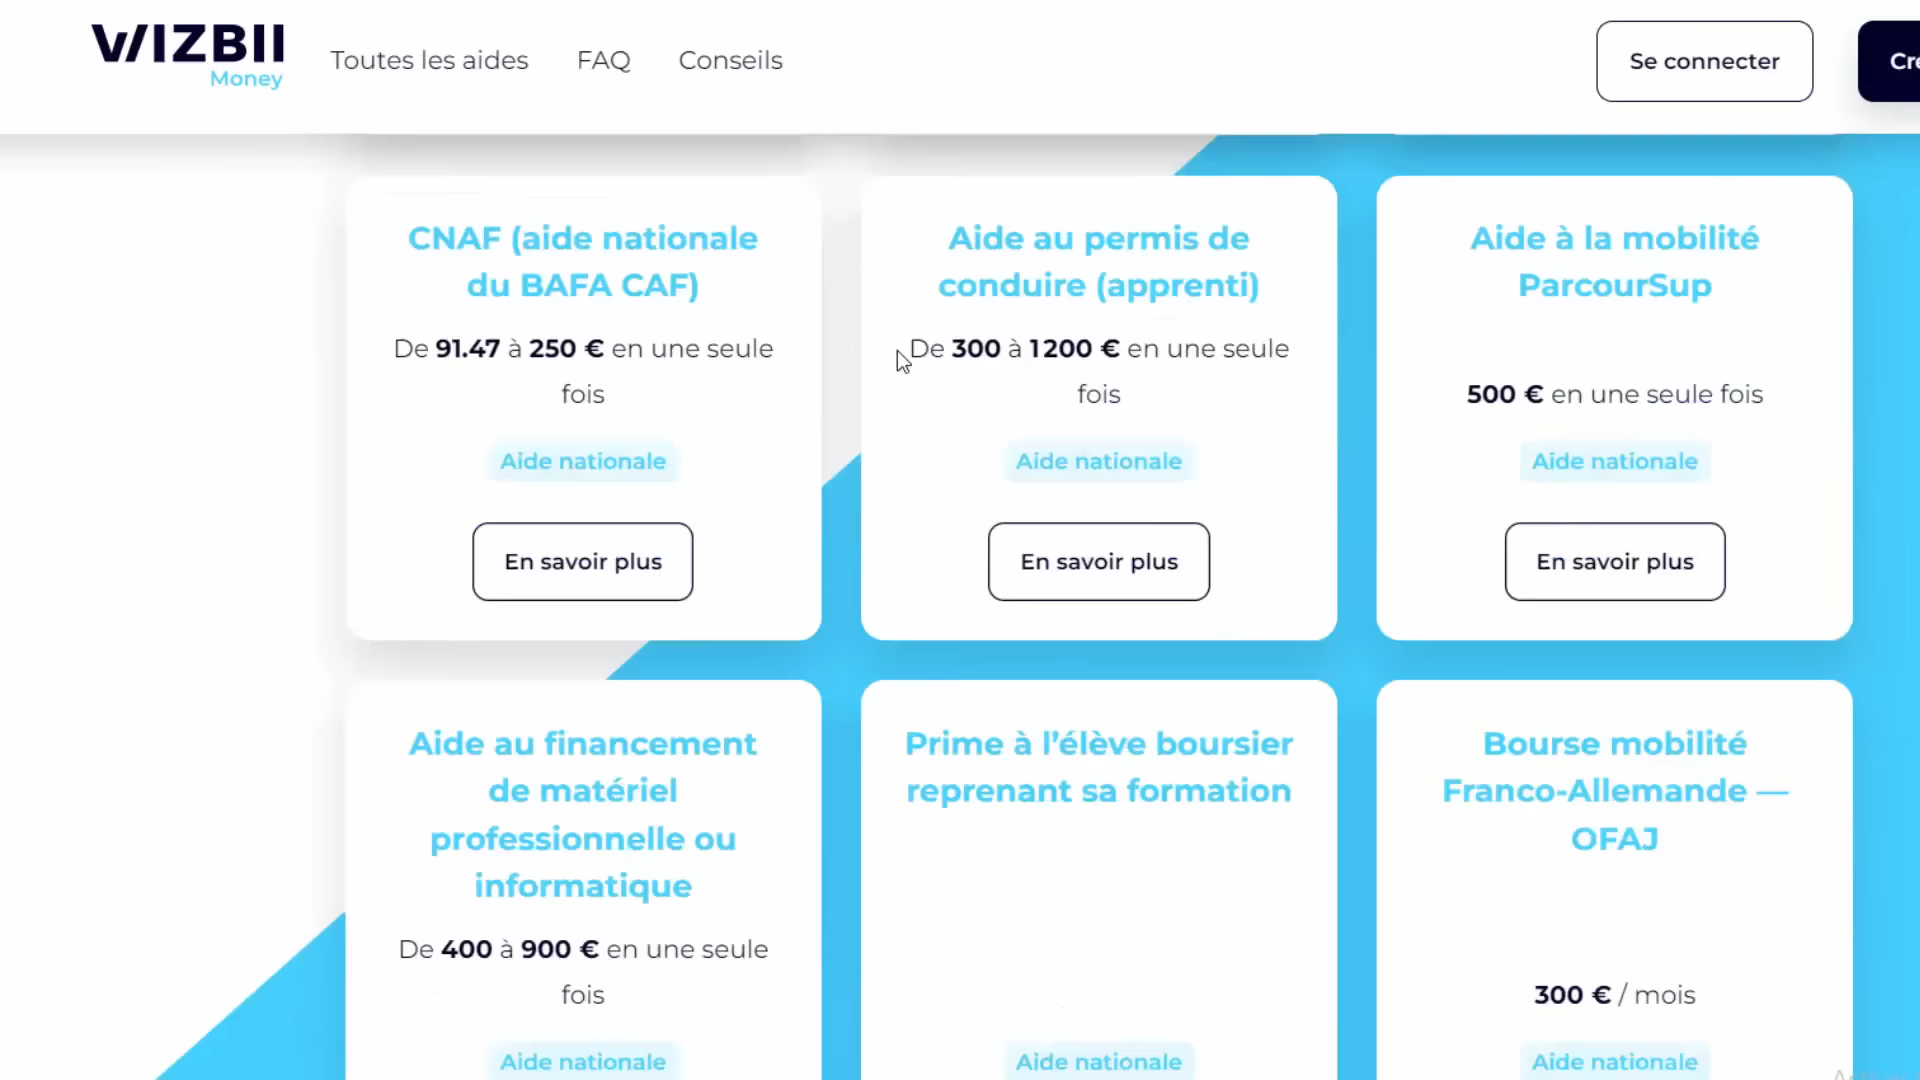 WIZBII
Money
Toutes les aides
FAQ
Conseils
Se connecter
CNAF (aide nationale
du BAFA CAF)
De 91.47 à 250 € en une seule
fois
Aide nationale
En savoir plus
Aide au permis de
conduire (apprenti)
De 300 à 1 200 € en une seule
fois
Aide nationale
En savoir plus
Aide à la mobilité
ParcourSup
500 € en une seule fois
Aide nationale
En savoir plus
Aide au financement
de matériel
professionnelle ou
informatique
De 400 à 900 € en une seule
fois
Aide nationale
Prime à l’élève boursier
reprenant sa formation
Aide nationale
Bourse mobilité
Franco-Allemande —
OFAJ
300 € / mois
Aide nationale